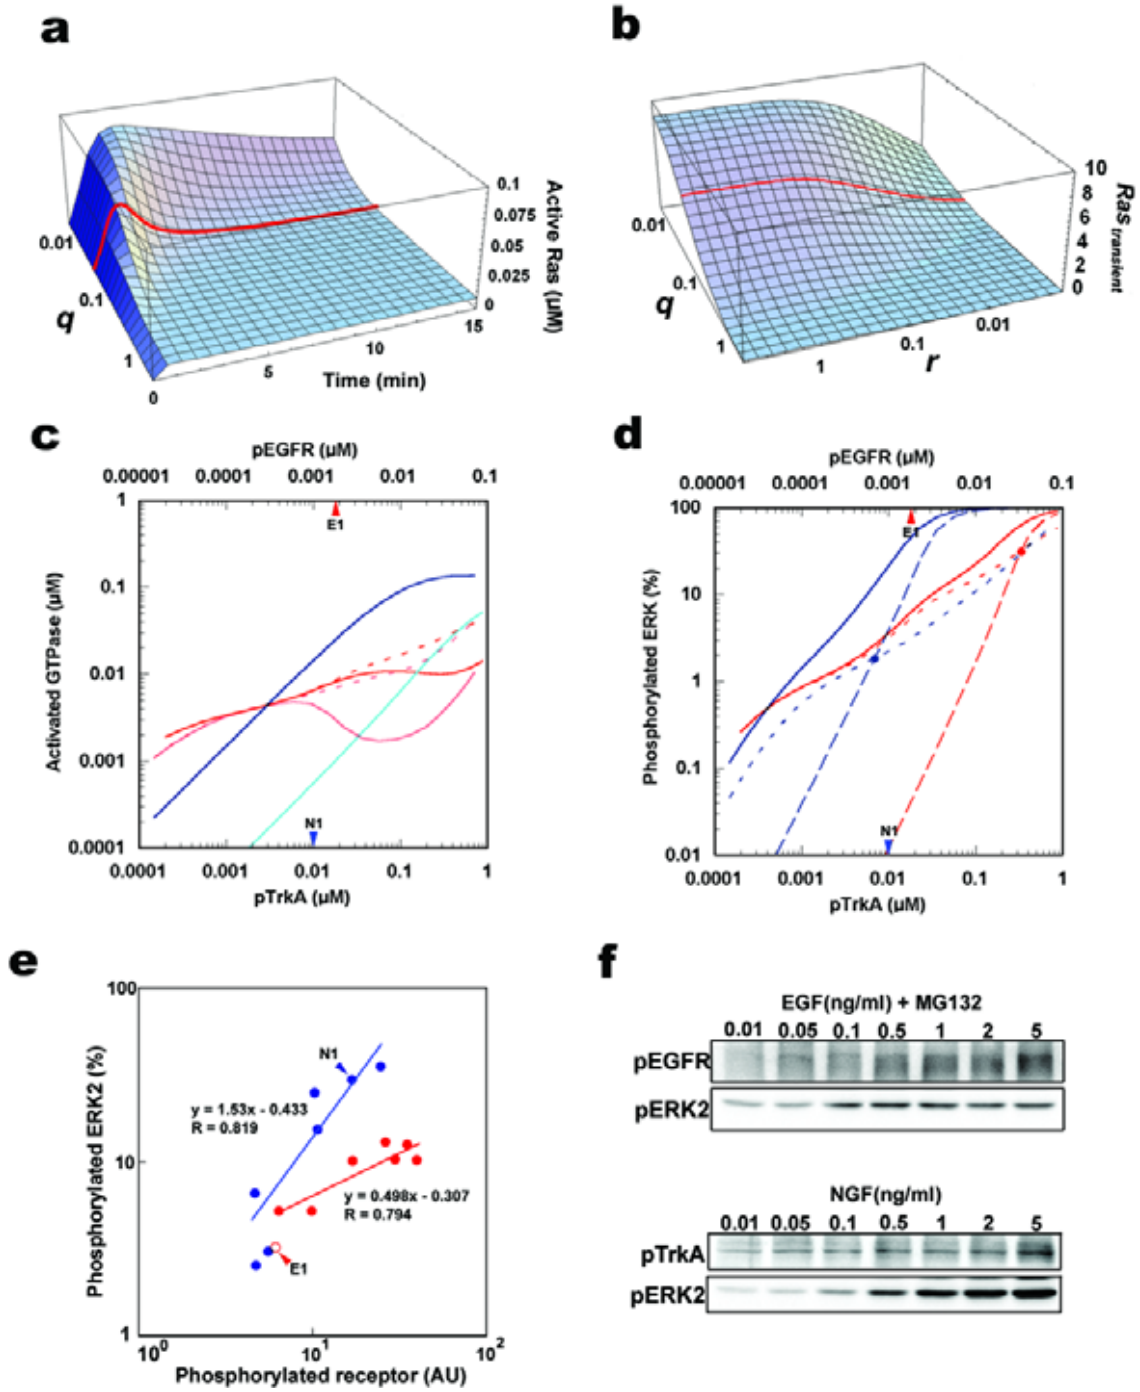 a
0.01
0.1
1
q
0
5
10
15
Time (min)
0.1
0.075
0.05
0.025
0
Active Ras (µM)
b
0.01
0.1
1
q
1
0.1
0.01
r
10
8
6
4
2
0
Ras transient
c
pEGFR (µM)
0.00001 0.0001 0.001 0.01 0.1
1
0.1
0.01
0.001
0.0001
Activated GTPase (µM)
E1
N1
0.0001 0.001 0.01 0.1 1
pTrkA (µM)
d
pEGFR (µM)
0.00001 0.0001 0.001 0.01 0.1
100
10
1
0.1
0.01
Phosphorylated ERK (%)
E1
N1
0.0001 0.001 0.01 0.1 1
pTrkA (µM)
e
100
10
1
Phosphorylated ERK2 (%)
N1
y = 1.53x - 0.433
R = 0.819
y = 0.498x - 0.307
R = 0.794
E1
10^0 10^1 10^2
Phosphorylated receptor (AU)
f
EGF(ng/ml) + MG132
0.01 0.05 0.1 0.5 1 2 5
pEGFR
pERK2
NGF(ng/ml)
0.01 0.05 0.1 0.5 1 2 5
pTrkA
pERK2